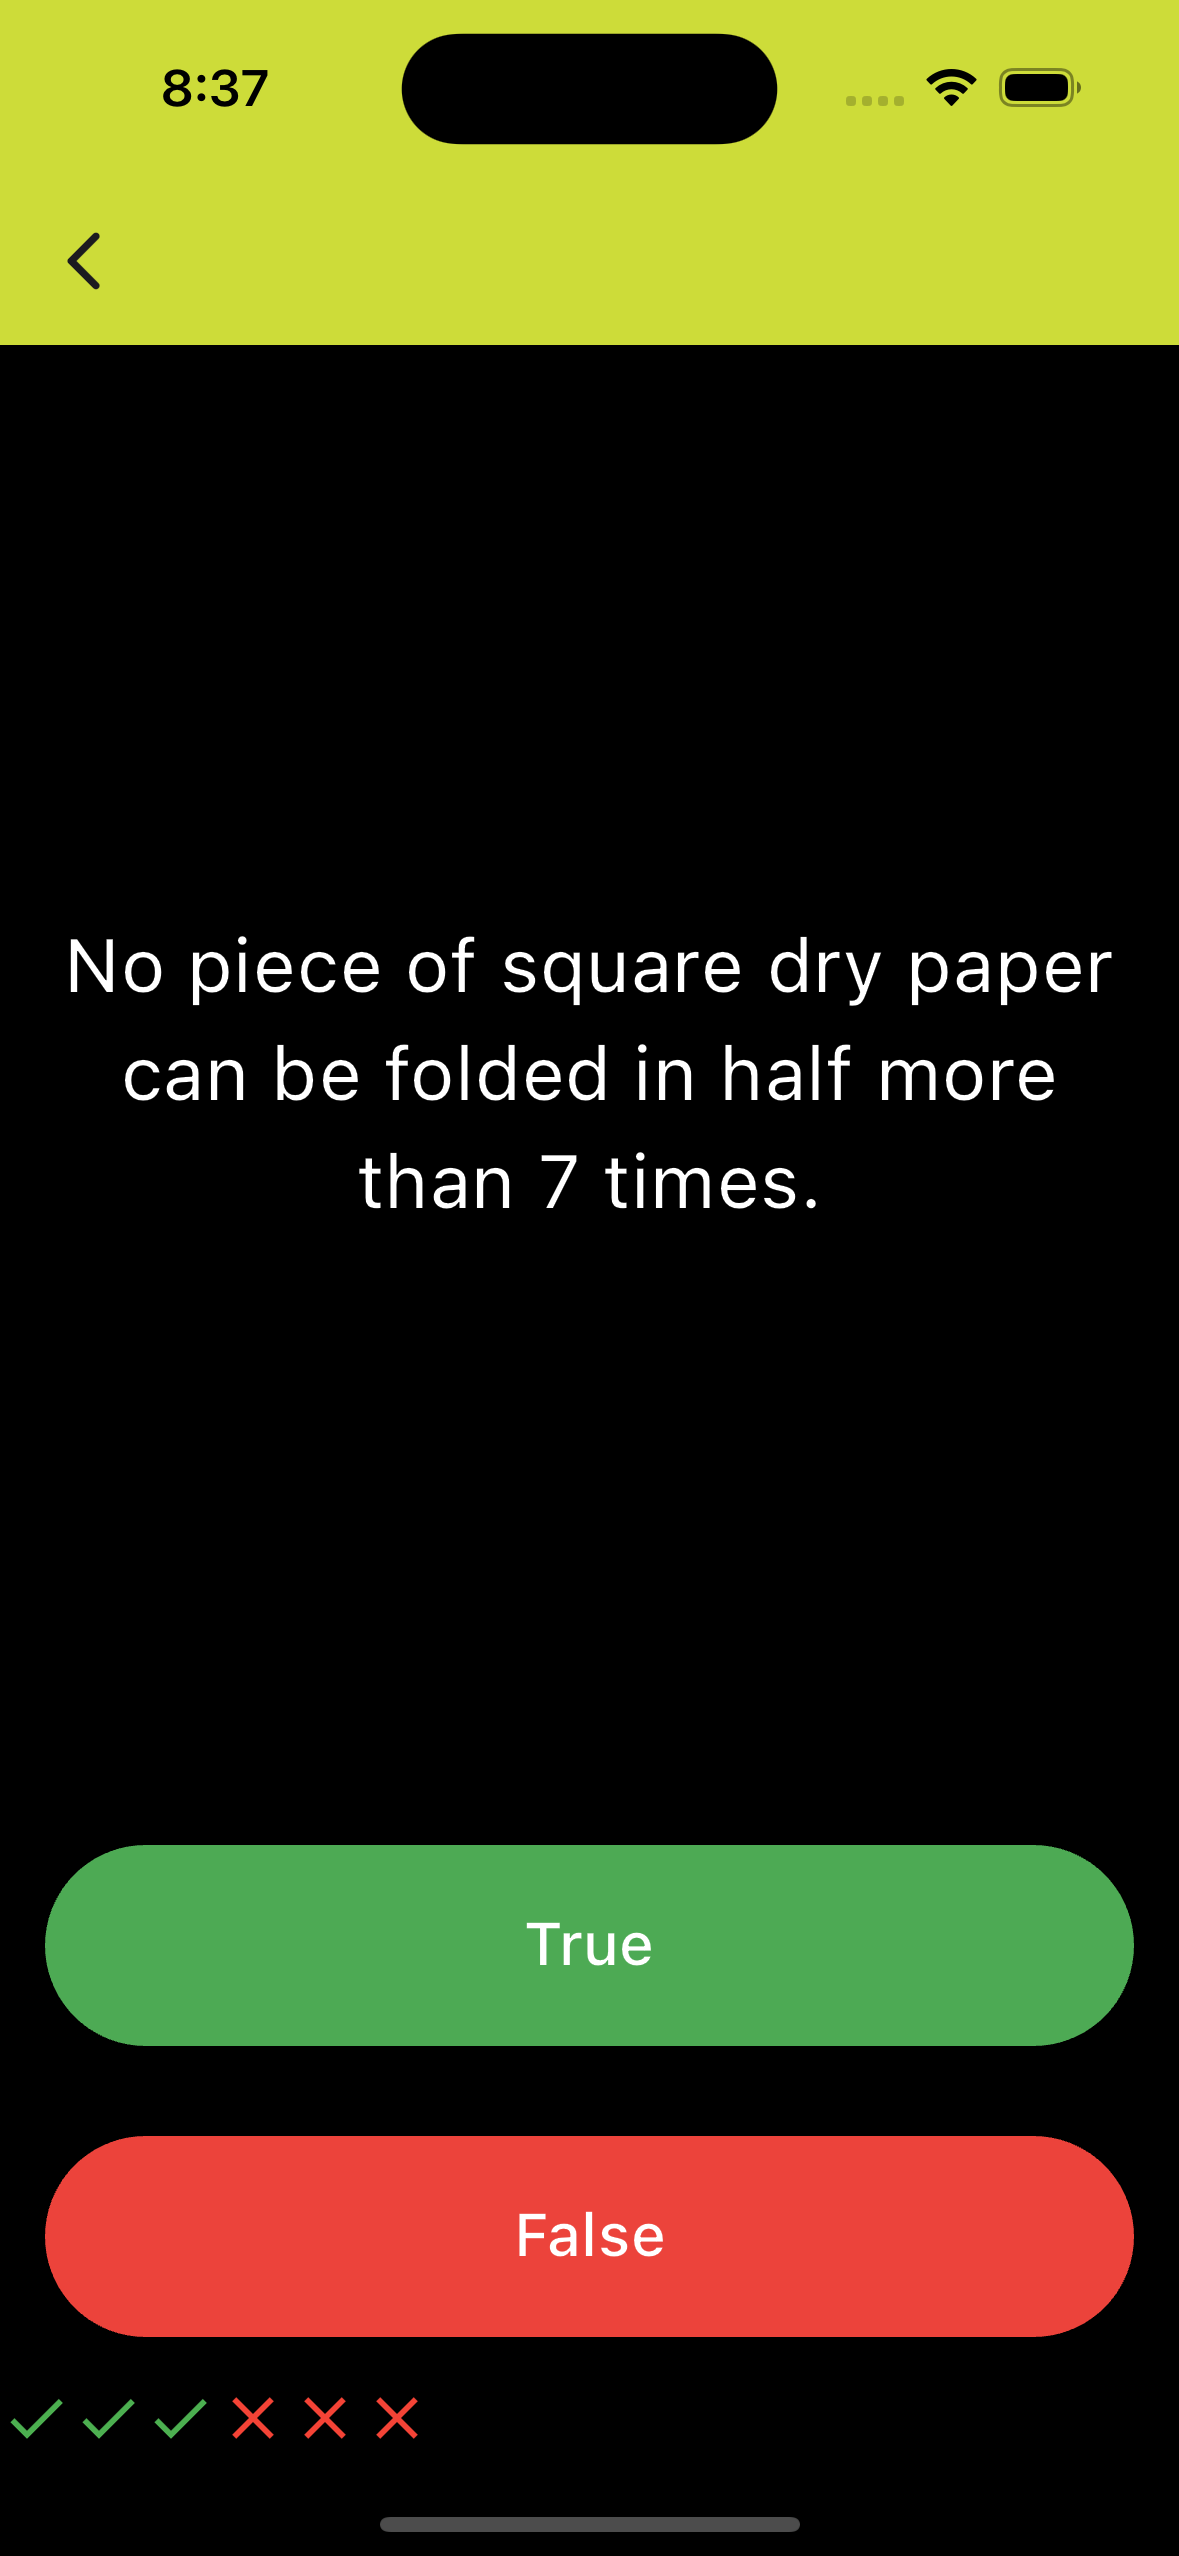 8:37
No piece of square dry paper
can be folded in half more
than 7 times.
True
False